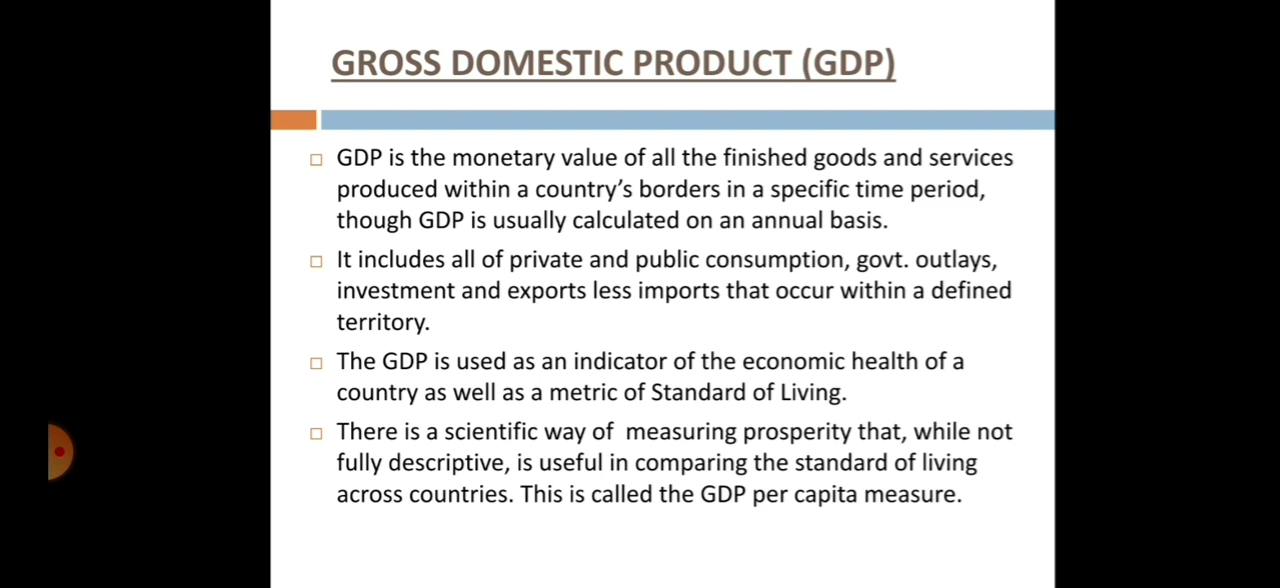 GROSS DOMESTIC PRODUCT (GDP)
GDP is the monetary value of all the finished goods and services
produced within a country's borders in a specific time period,
though GDP is usually calculated on an annual basis.
It includes all of private and public consumption, govt. outlays,
investment and exports less imports that occur within a defined
territory.
The GDP is used as an indicator of the economic health of a
country as well as a metric of Standard of Living.
There is a scientific way of  measuring prosperity that, while not
fully descriptive, is useful in comparing the standard of living
across countries. This is called the GDP per capita measure.